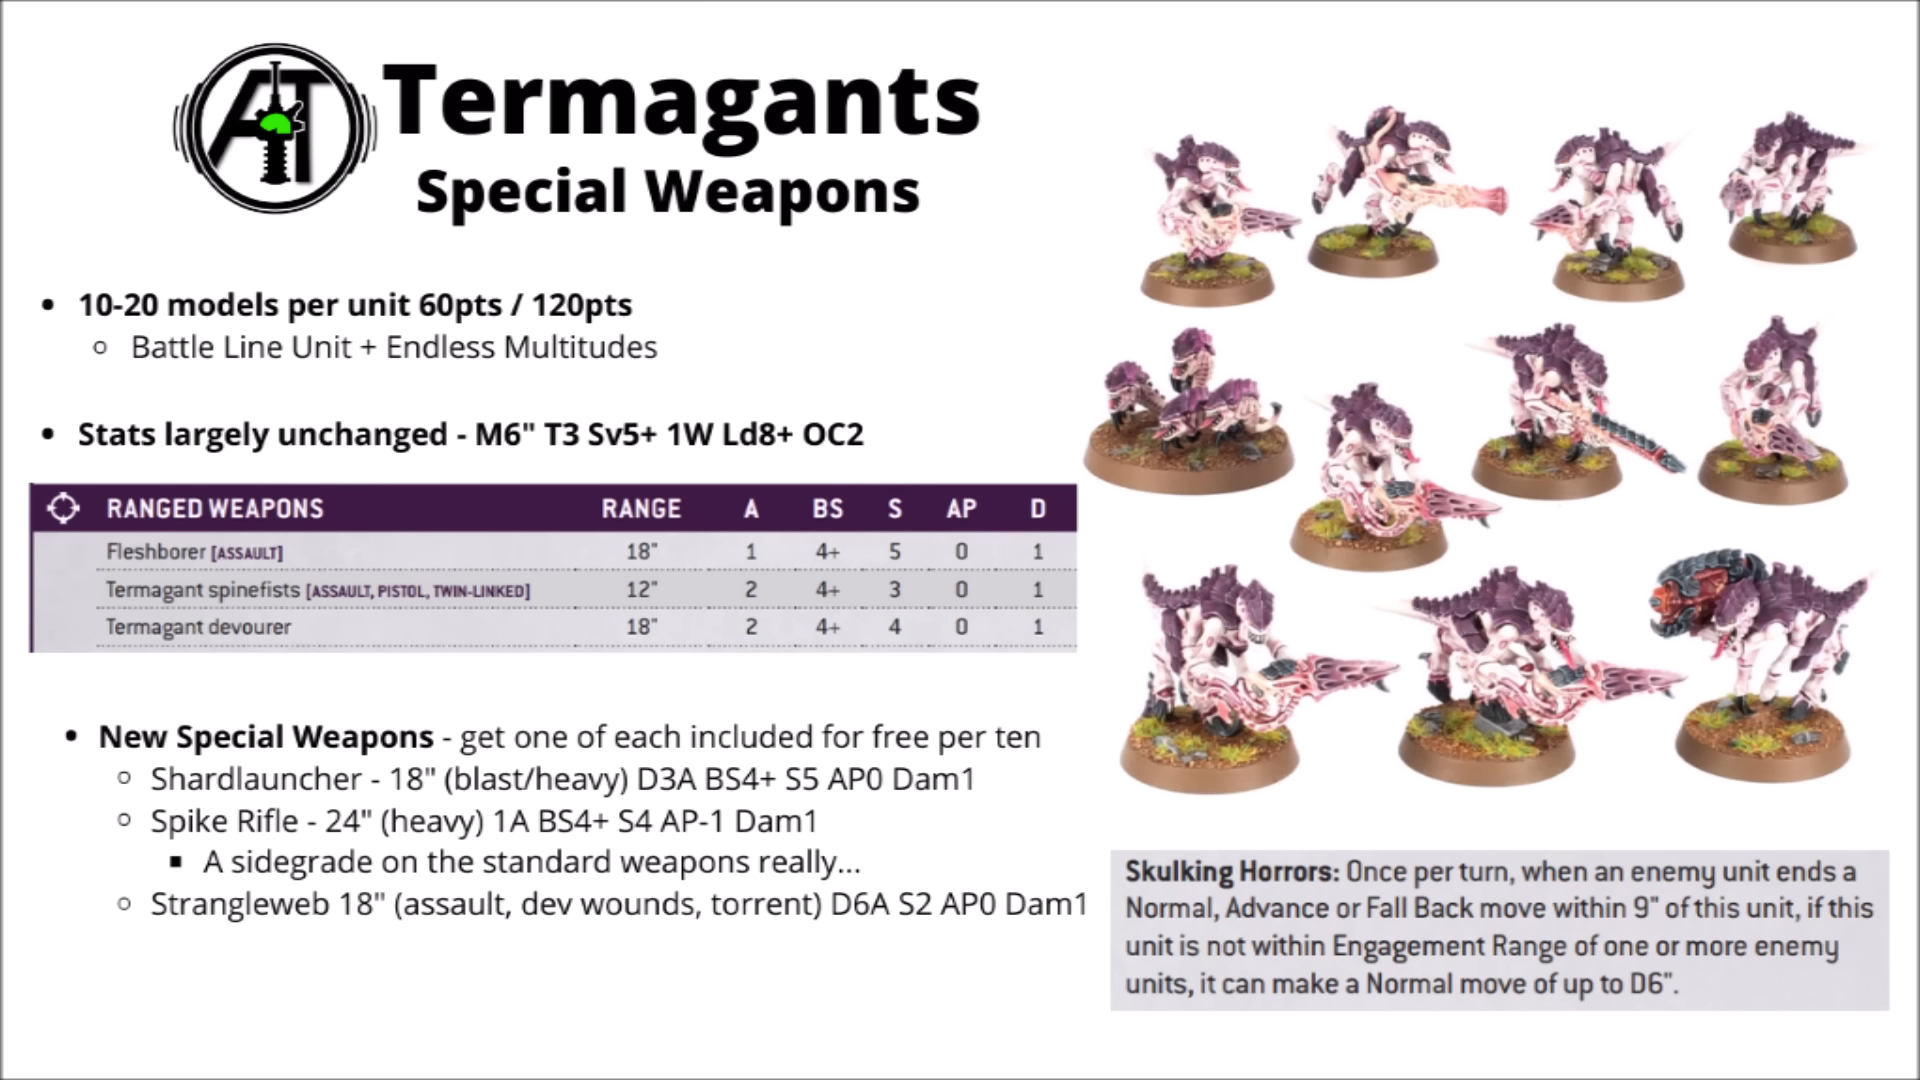 AT
Termagants
Special Weapons
• 10-20 models per unit 60pts / 120pts
○ Battle Line Unit + Endless Multitudes
• Stats largely unchanged - M6" T3 Sv5+ 1W Ld8+ OC2
RANGED WEAPONS RANGE A BS S AP D
Fleshborer [ASSAULT] 18" 1 4+ 5 0 1
Termagant spinefists [ASSAULT, PISTOL, TWIN-LINKED] 12" 2 4+ 3 0 1
Termagant devourer 18" 2 4+ 4 0 1
• New Special Weapons - get one of each included for free per ten
○ Shardlauncher - 18" (blast/heavy) D3A BS4+ S5 AP0 Dam1
○ Spike Rifle - 24" (heavy) 1A BS4+ S4 AP-1 Dam1
▪ A sidegrade on the standard weapons really...
○ Strangleweb 18" (assault, dev wounds, torrent) D6A S2 AP0 Dam1
Skulking Horrors: Once per turn, when an enemy unit ends a
Normal, Advance or Fall Back move within 9" of this unit, if this
unit is not within Engagement Range of one or more enemy
units, it can make a Normal move of up to D6".